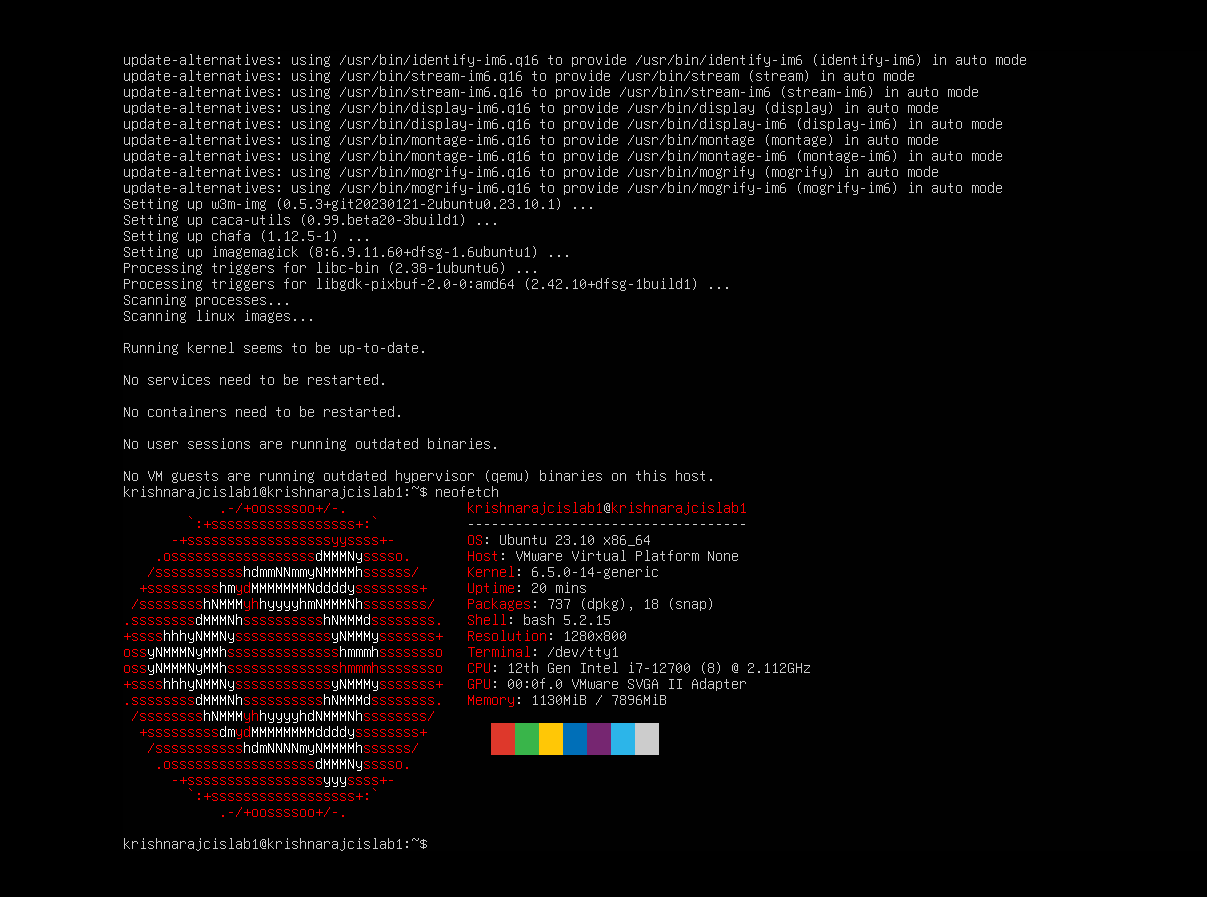 update-alternatives: using /usr/bin/identify-im6.q16 to provide /usr/bin/identify-im6 (identify-im6) in auto mode
update-alternatives: using /usr/bin/stream-im6.q16 to provide /usr/bin/stream (stream) in auto mode
update-alternatives: using /usr/bin/stream-im6.q16 to provide /usr/bin/stream-im6 (stream-im6) in auto mode
update-alternatives: using /usr/bin/display-im6.q16 to provide /usr/bin/display (display) in auto mode
update-alternatives: using /usr/bin/display-im6.q16 to provide /usr/bin/display-im6 (display-im6) in auto mode
update-alternatives: using /usr/bin/montage-im6.q16 to provide /usr/bin/montage (montage) in auto mode
update-alternatives: using /usr/bin/montage-im6.q16 to provide /usr/bin/montage-im6 (montage-im6) in auto mode
update-alternatives: using /usr/bin/mogrify-im6.q16 to provide /usr/bin/mogrify (mogrify) in auto mode
update-alternatives: using /usr/bin/mogrify-im6.q16 to provide /usr/bin/mogrify-im6 (mogrify-im6) in auto mode
Setting up w3m-img (0.5.3+git20230121-2ubuntu0.23.10.1) ...
Setting up caca-utils (0.99.beta20-3build1) ...
Setting up chafa (1.12.5-1) ...
Setting up imagemagick (8:6.9.11.60+dfsg-1.6ubuntu1) ...
Processing triggers for libc-bin (2.38-1ubuntu6) ...
Processing triggers for libgdk-pixbuf-2.0-0:amd64 (2.42.10+dfsg-1build1) ...
Scanning processes...
Scanning linux images...
Running kernel seems to be up-to-date.
No services need to be restarted.
No containers need to be restarted.
No user sessions are running outdated binaries.
No VM guests are running outdated hypervisor (qemu) binaries on this host.
krishnarajcislab1@krishnarajcislab1:~$ neofetch
            .-/+oossssoo+/-.               krishnarajcislab1@krishnarajcislab1
        `:+ssssssssssssssssss+:`           -----------------------------------
      -+ssssssssssssssssssyyssss+-         OS: Ubuntu 23.10 x86_64
    .ossssssssssssssssssdMMMNysssso.       Host: VMware Virtual Platform None
   /ssssssssssshdmmNNmmyNMMMMhssssss/      Kernel: 6.5.0-14-generic
  +ssssssssshmydMMMMMMMNddddyssssssss+     Uptime: 20 mins
 /sssssssshNMMMyhhyyyyhmNMMMNhssssssss/    Packages: 737 (dpkg), 18 (snap)
.ssssssssdMMMNhsssssssssshNMMMdssssssss.   Shell: bash 5.2.15
+sssshhhyNMMNyssssssssssssyNMMMysssssss+   Resolution: 1280x800
ossyNMMMNyMMhsssssssssssssshmmmhssssssso   Terminal: /dev/tty1
ossyNMMMNyMMhsssssssssssssshmmmhssssssso   CPU: 12th Gen Intel i7-12700 (8) @ 2.112GHz
+sssshhhyNMMNyssssssssssssyNMMMysssssss+   GPU: 00:0f.0 VMware SVGA II Adapter
.ssssssssdMMMNhsssssssssshNMMMdssssssss.   Memory: 1130MiB / 7896MiB
 /sssssssshNMMMyhhyyyyhdNMMMNhssssssss/
  +sssssssssdmydMMMMMMMMddddyssssssss+
   /ssssssssssshdmNNNNmyNMMMMhssssss/
    .ossssssssssssssssssdMMMNysssso.
      -+sssssssssssssssssyyyssss+-
        `:+ssssssssssssssssss+:`
            .-/+oossssoo+/-.
krishnarajcislab1@krishnarajcislab1:~$